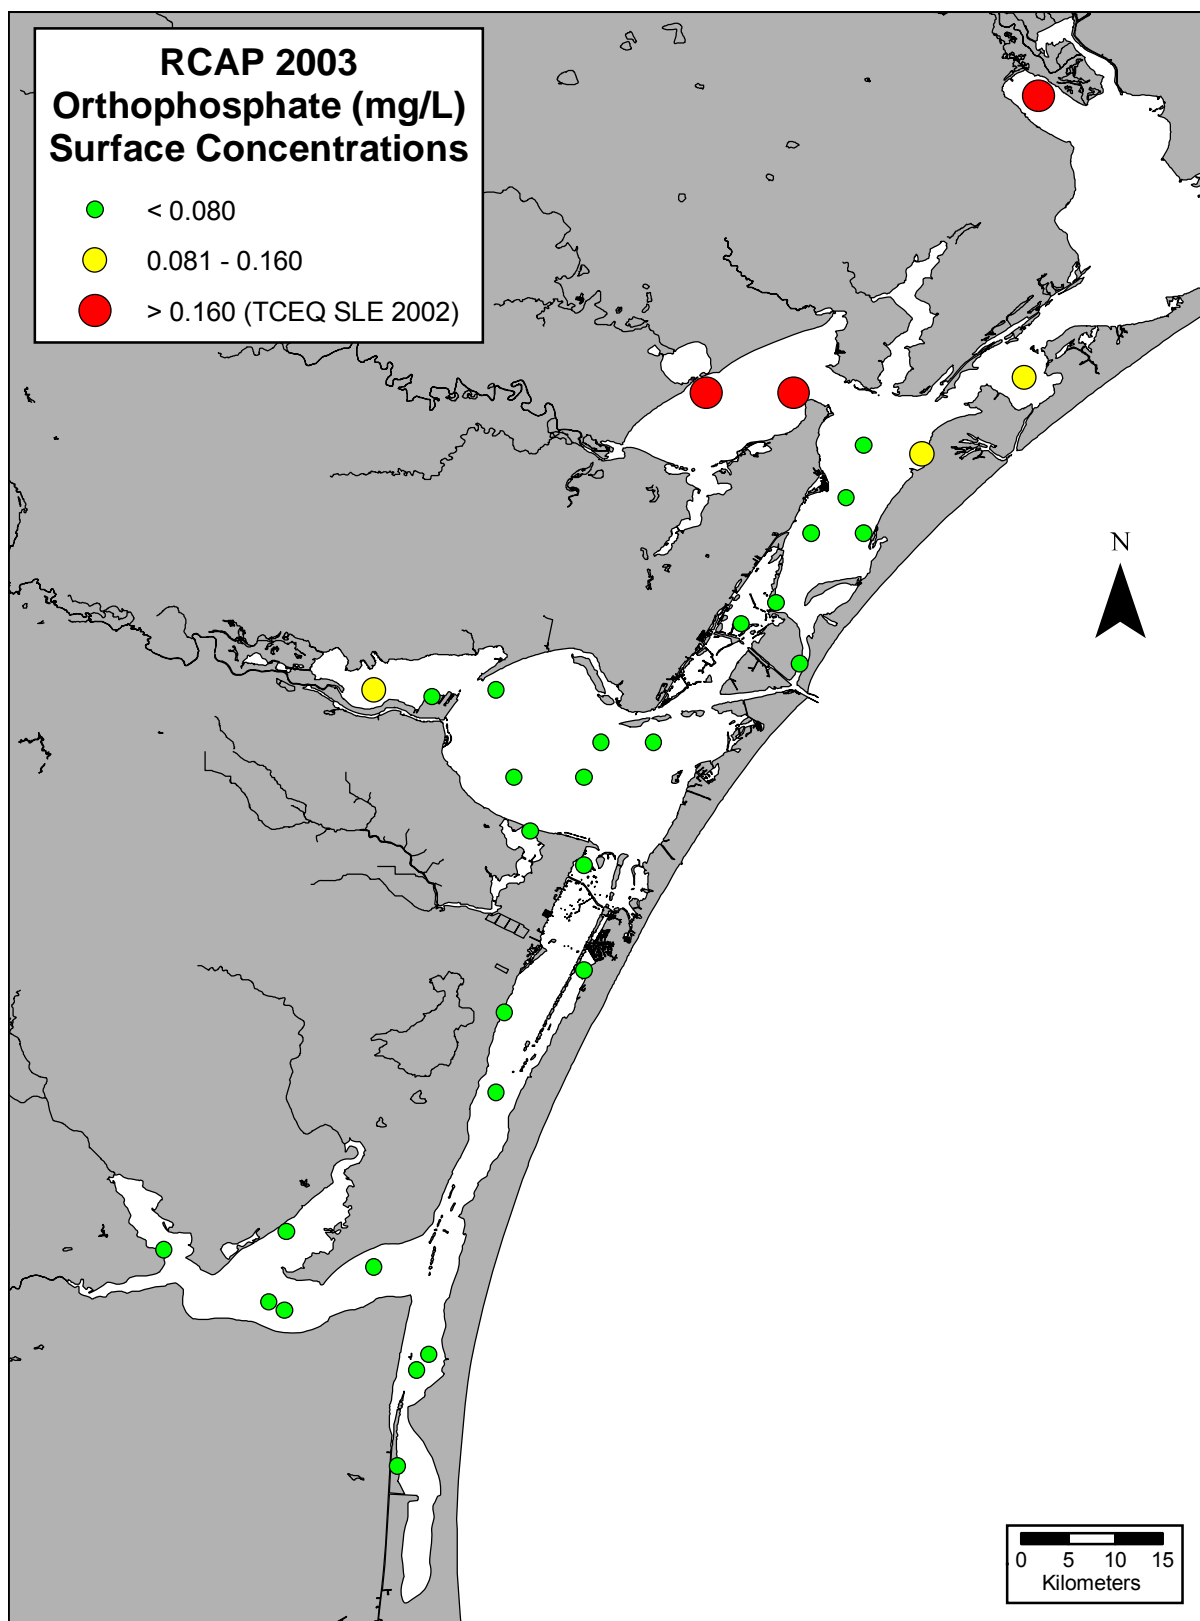 RCAP 2003
Orthophosphate (mg/L)
Surface Concentrations
< 0.080
0.081 - 0.160
> 0.160 (TCEQ SLE 2002)
N
0 5 10 15
Kilometers